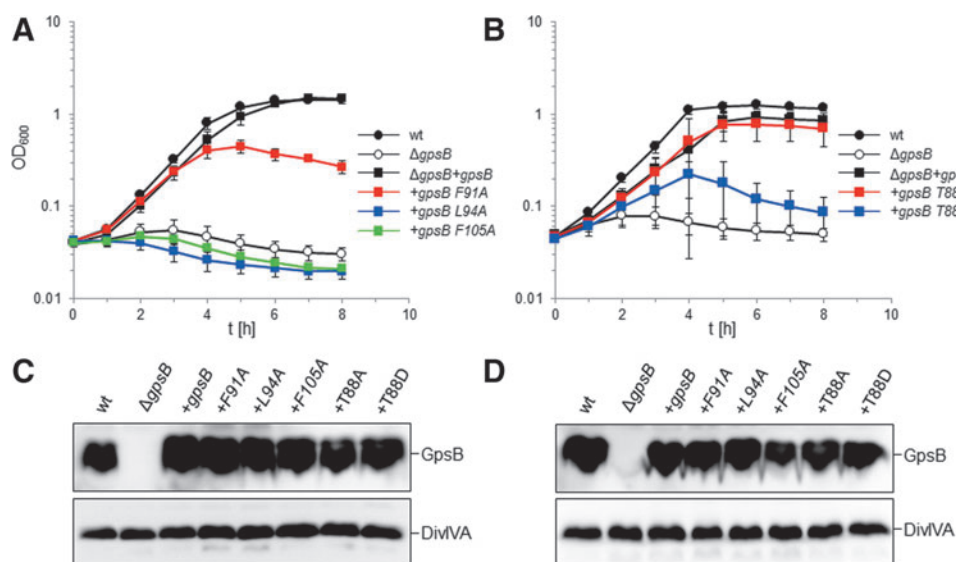 A
10
1
0.1
0.01
OD600
0 2 4 6 8 10
t [h]
wt
ΔgpsB
ΔgpsB+gpsB
+gpsB F91A
+gpsB L94A
+gpsB F105A
B
10
1
0.1
0.01
0 2 4 6 8 10
t [h]
wt
ΔgpsB
ΔgpsB+gp
+gpsB T88
+gpsB T88
C
wt ΔgpsB +gpsB +F91A +L94A +F105A +T88A +T88D
GpsB
DivIVA
D
wt ΔgpsB +gpsB +F91A +L94A +F105A +T88A +T88D
GpsB
DivIVA